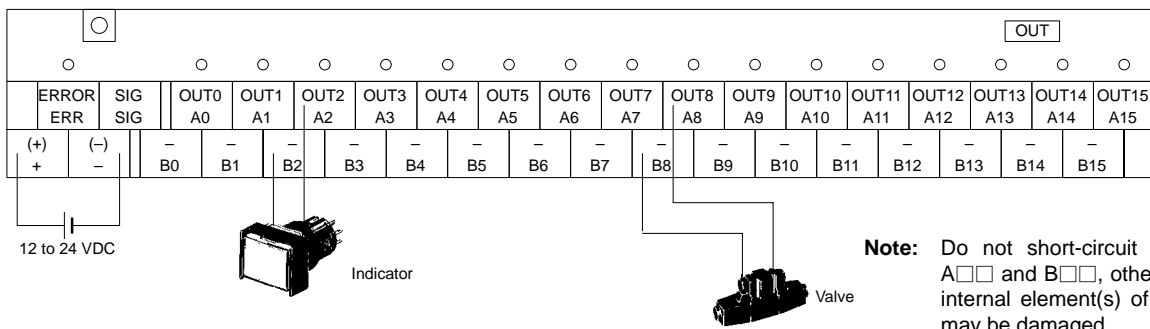 OUT
ERROR SIG OUT0 OUT1 OUT2 OUT3 OUT4 OUT5 OUT6 OUT7 OUT8 OUT9 OUT10 OUT11 OUT12 OUT13 OUT14 OUT15
ERR SIG A0 A1 A2 A3 A4 A5 A6 A7 A8 A9 A10 A11 A12 A13 A14 A15
(+) (–) – – – – – – – – – – – – – – – –
+ – B0 B1 B2 B3 B4 B5 B6 B7 B8 B9 B10 B11 B12 B13 B14 B15
12 to 24 VDC
Indicator
Valve
Note: Do not short-circuit
A□□ and B□□, othe
internal element(s) of
may be damaged